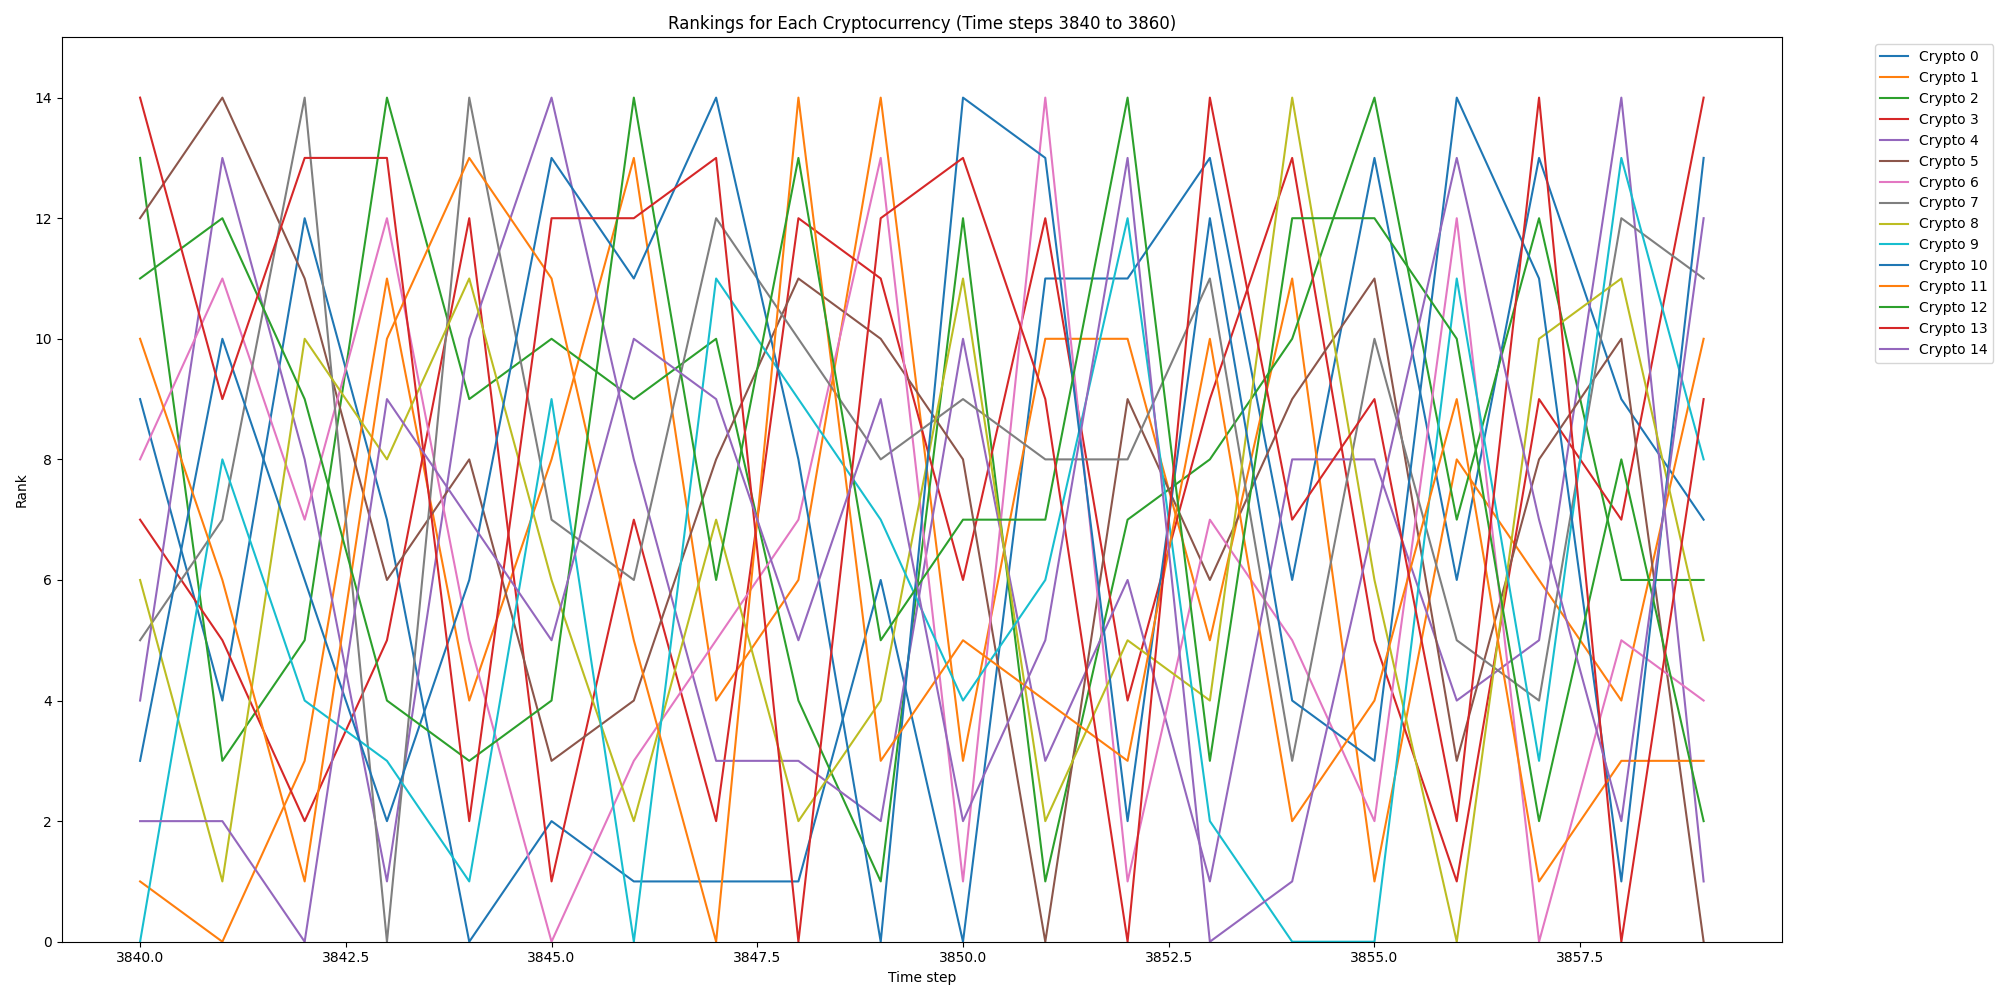 Rankings for Each Cryptocurrency (Time steps 3840 to 3860)
14
12
10
8
6
4
2
0
Rank
3840.0
3842.5
3845.0
3847.5
3850.0
3852.5
3855.0
3857.5
Time step
Crypto 0
Crypto 1
Crypto 2
Crypto 3
Crypto 4
Crypto 5
Crypto 6
Crypto 7
Crypto 8
Crypto 9
Crypto 10
Crypto 11
Crypto 12
Crypto 13
Crypto 14